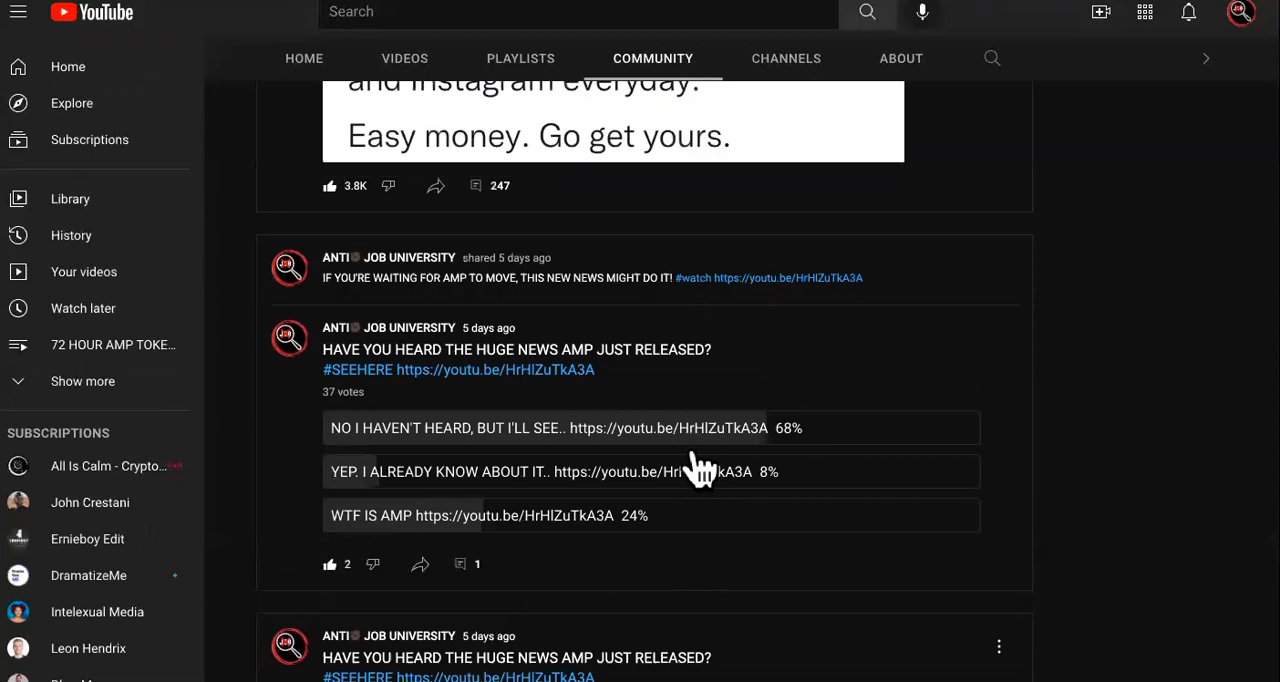 YouTube
Search
HOME
VIDEOS
PLAYLISTS
COMMUNITY
CHANNELS
ABOUT
Home
Explore
Subscriptions
Library
History
Your videos
Watch later
72 HOUR AMP TOKE...
Show more
SUBSCRIPTIONS
All Is Calm - Crypto...
John Crestani
Ernieboy Edit
DramatizeMe
Intelexual Media
Leon Hendrix
and Instagram everyday.
Easy money. Go get yours.
3.8K
247
ANTI JOB UNIVERSITY shared 5 days ago
IF YOU'RE WAITING FOR AMP TO MOVE, THIS NEW NEWS MIGHT DO IT! #watch https://youtu.be/HrHlZuTkA3A
ANTI JOB UNIVERSITY 5 days ago
HAVE YOU HEARD THE HUGE NEWS AMP JUST RELEASED?
#SEEHERE https://youtu.be/HrHlZuTkA3A
37 votes
NO I HAVEN'T HEARD, BUT I'LL SEE.. https://youtu.be/HrHlZuTkA3A 68%
YEP. I ALREADY KNOW ABOUT IT.. 8%
WTF IS AMP https://youtu.be/HrHlZuTkA3A 24%
2
1
ANTI JOB UNIVERSITY 5 days ago
HAVE YOU HEARD THE HUGE NEWS AMP JUST RELEASED?
#SEEHERE https://youtu.be/HrHlZuTkA3A